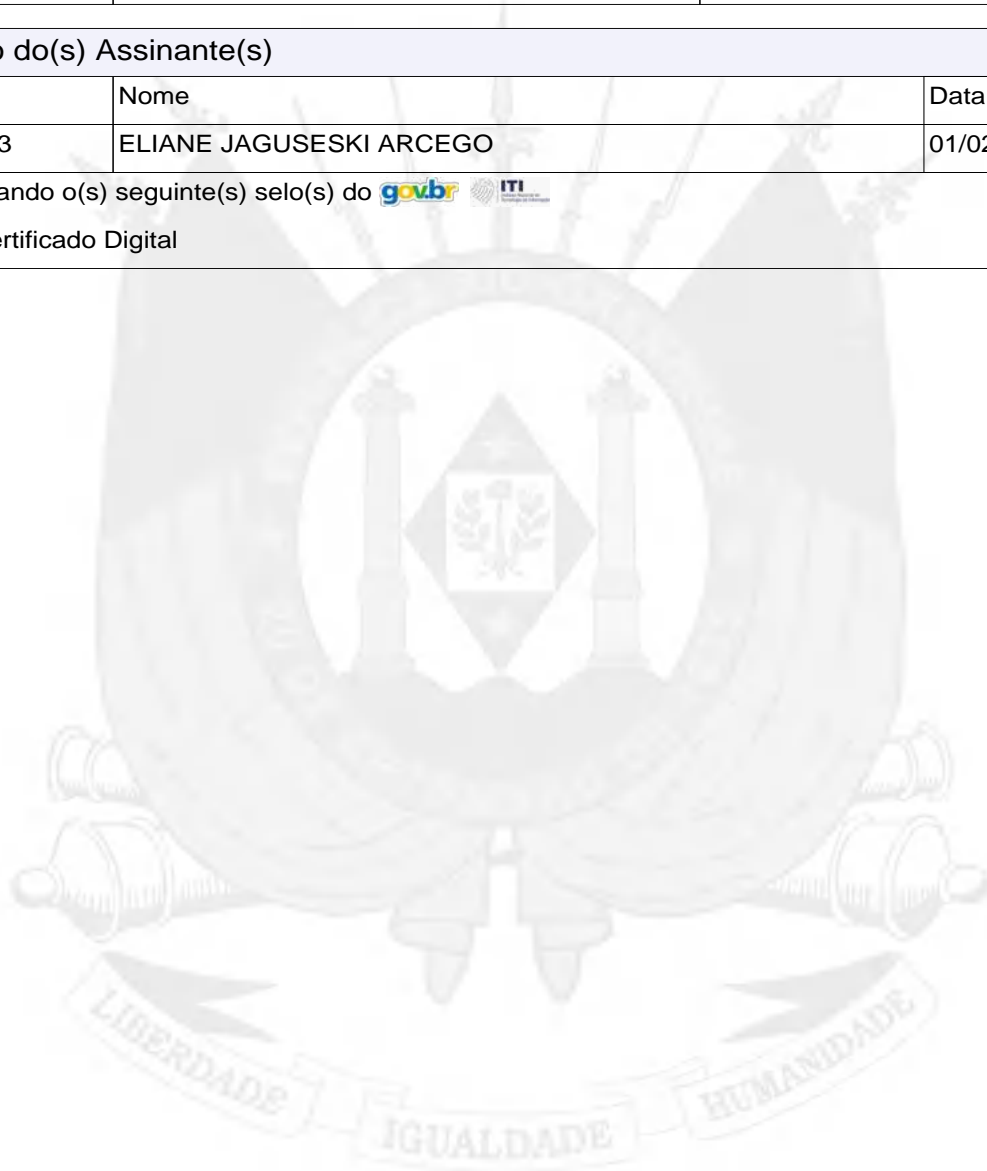 o do(s) Assinante(s)
Nome Data
3 ELIANE JAGUSESKI ARCEGO 01/02
ando o(s) seguinte(s) selo(s) do gov.br ITI
ertificado Digital
LIBERDADE
IGUALDADE
HUMANIDADE